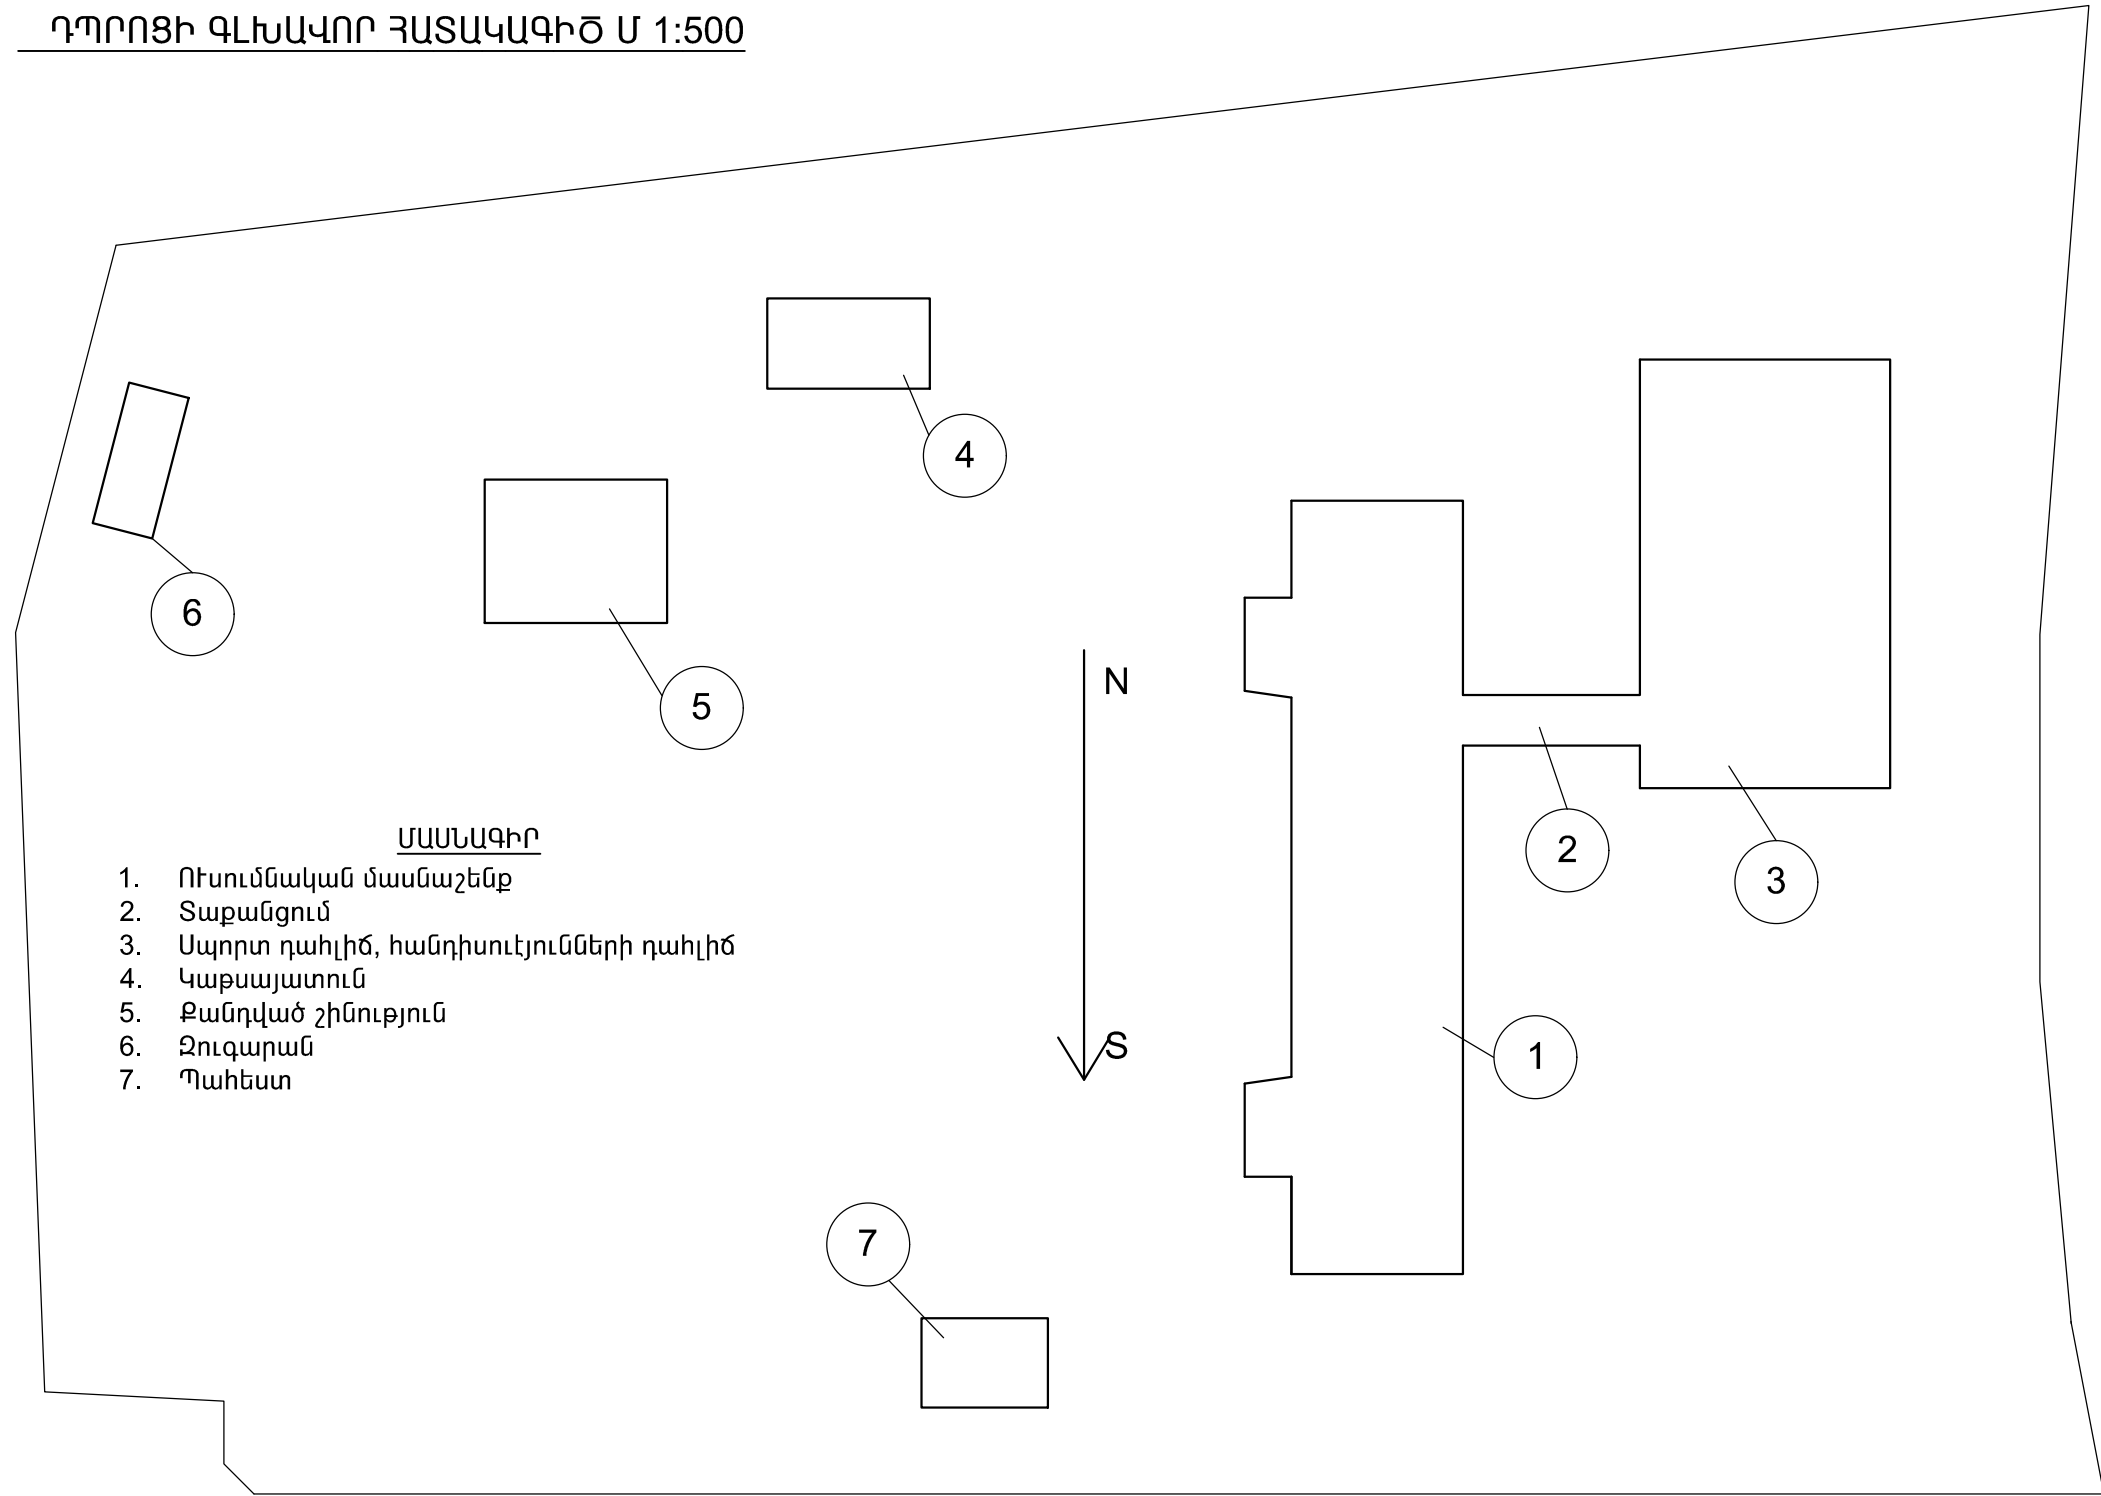 ԴՊՐՈՑԻ ԳԼԽԱՎՈՐ ՀԱՏԱԿԱԳԻԾ Մ 1:500
4
6
5
N
2
3
ՄԱՍՆԱԳԻՐ
1. ՈՒսումնական մասնաշենք
2. Տաքանցում
3. Սպորտ դահլիճ, հանդիսուէյունների դահլիճ
4. Կաթսայատուն
5. Քանդված շինություն
6. Զուգարան
7. Պահեստ
S
1
7